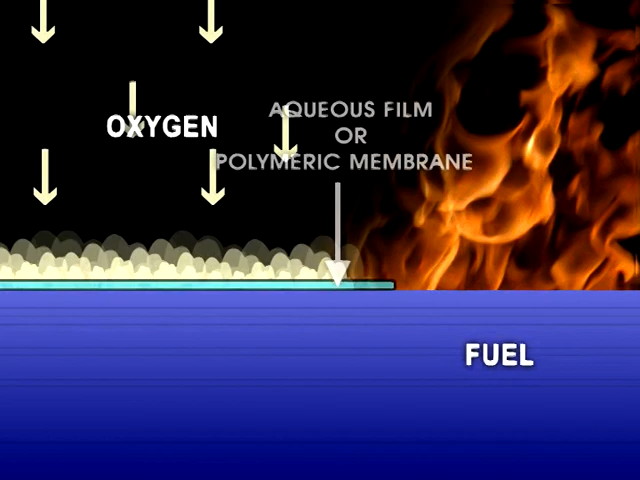 AQUEOUS FILM
OR
POLYMERIC MEMBRANE
OXYGEN
FUEL